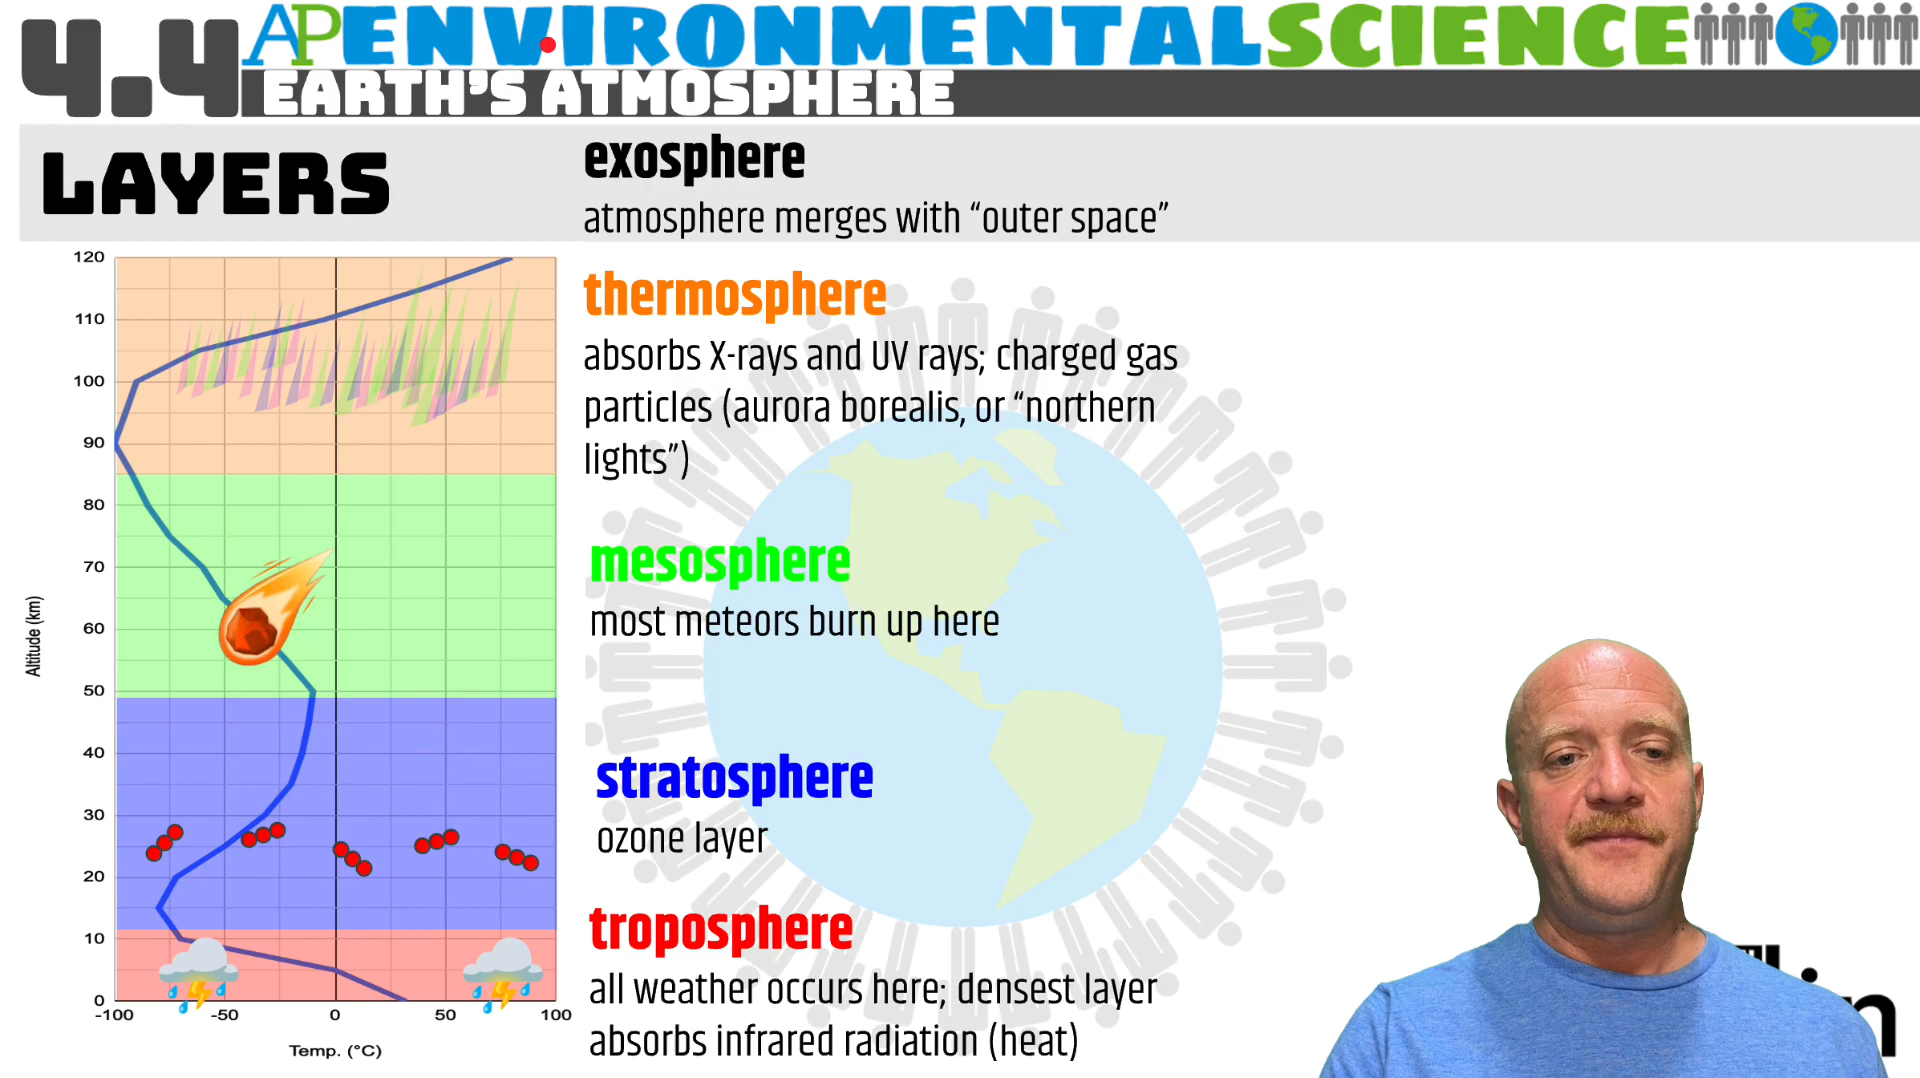 4.4
AP ENVIRONMENTAL SCIENCE
EARTH'S ATMOSPHERE
LAYERS
exosphere
atmosphere merges with “outer space”
thermosphere
absorbs X-rays and UV rays; charged gas
particles (aurora borealis, or “northern
lights”)
mesosphere
most meteors burn up here
stratosphere
ozone layer
troposphere
all weather occurs here; densest layer
absorbs infrared radiation (heat)
Altitude (km)
120
110
100
90
80
70
60
50
40
30
20
10
0
-100 -50 0 50 100
Temp. (°C)